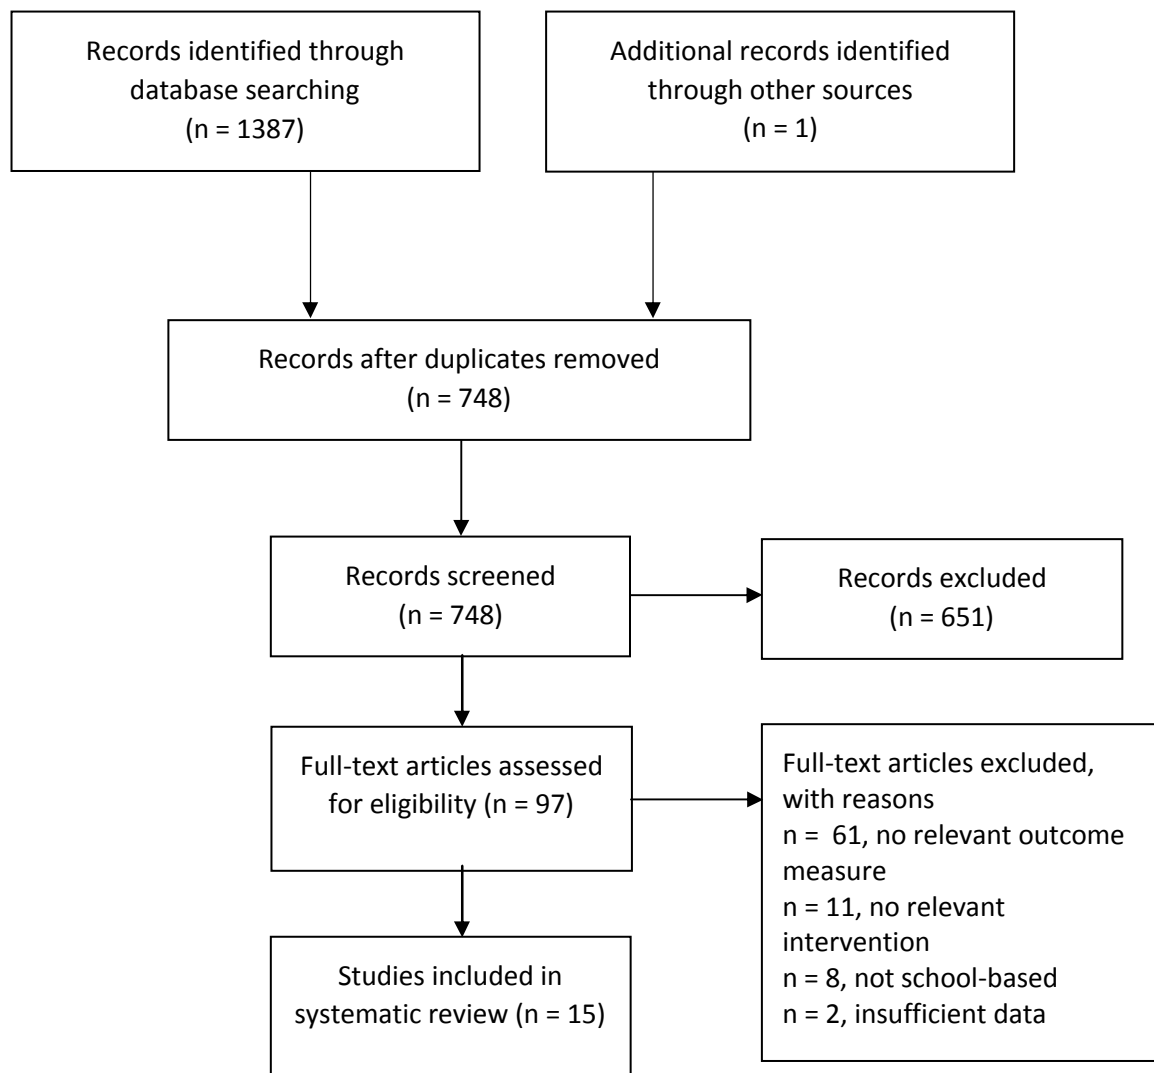 Records identified through
database searching
(n = 1387)
Additional records identified
through other sources
(n = 1)
Records after duplicates removed
(n = 748)
Records screened
(n = 748)
Records excluded
(n = 651)
Full-text articles assessed
for eligibility (n = 97)
Full-text articles excluded,
with reasons
n =  61, no relevant outcome
measure
n = 11, no relevant
intervention
n = 8, not school-based
n = 2, insufficient data
Studies included in
systematic review (n = 15)